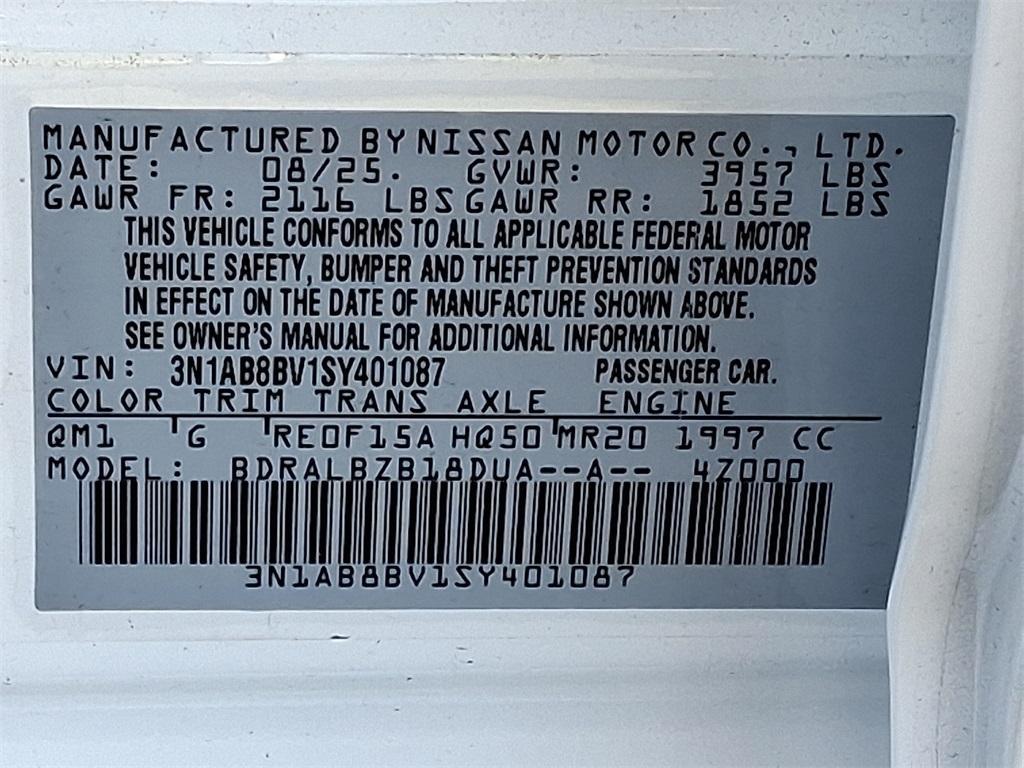 MANUFACTURED BY NISSAN MOTOR CO., LTD.
DATE: 08/25. GVWR: 3957 LBS
GAWR FR: 2116 LBS GAWR RR: 1852 LBS
THIS VEHICLE CONFORMS TO ALL APPLICABLE FEDERAL MOTOR
VEHICLE SAFETY, BUMPER AND THEFT PREVENTION STANDARDS
IN EFFECT ON THE DATE OF MANUFACTURE SHOWN ABOVE.
SEE OWNER'S MANUAL FOR ADDITIONAL INFORMATION.
VIN: 3N1AB8BV1SY401087 PASSENGER CAR.
COLOR TRIM TRANS AXLE ENGINE
QM1 'G 'RE0F15A HQ50'MR20 1997 CC
MODEL: BDRALBZB18DUA--A-- 4Z000
3N1AB8BV1SY401087